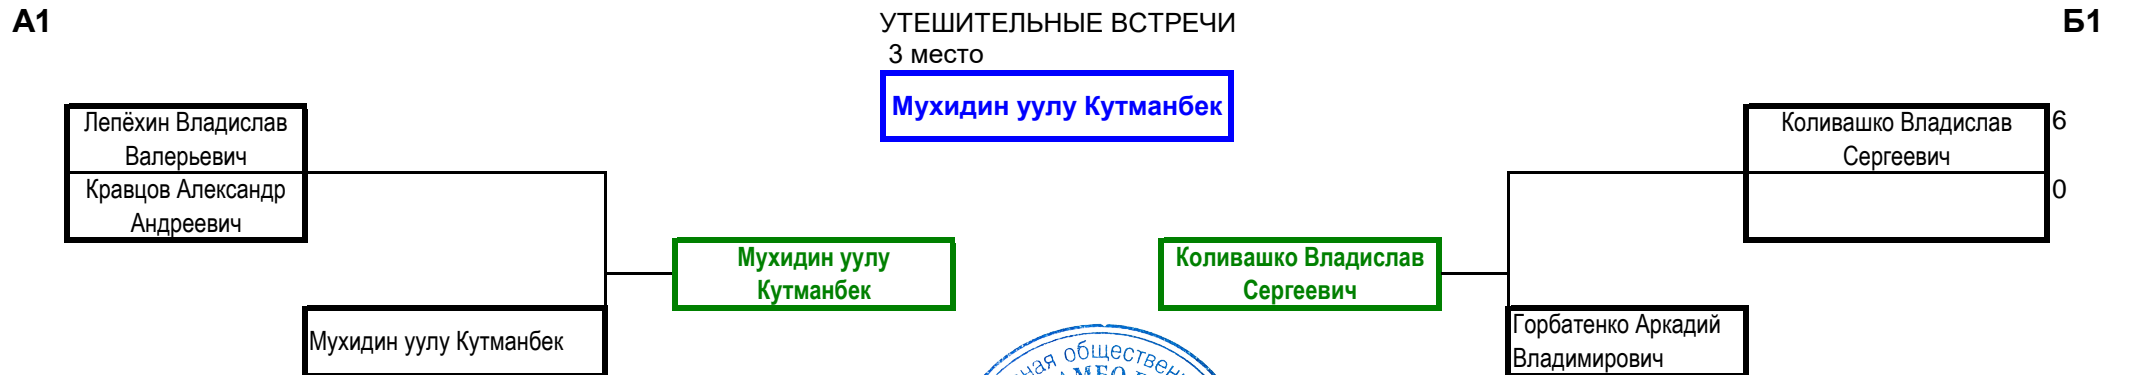 А1
УТЕШИТЕЛЬНЫЕ ВСТРЕЧИ
Б1
3 место
Мухидин уулу Кутманбек
Лепёхин Владислав
Валерьевич
Кравцов Александр
Андреевич
Коливашко Владислав
Сергеевич
6
0
Мухидин уулу
Кутманбек
Коливашко Владислав
Сергеевич
Мухидин уулу Кутманбек
Горбатенко Аркадий
Владимирович